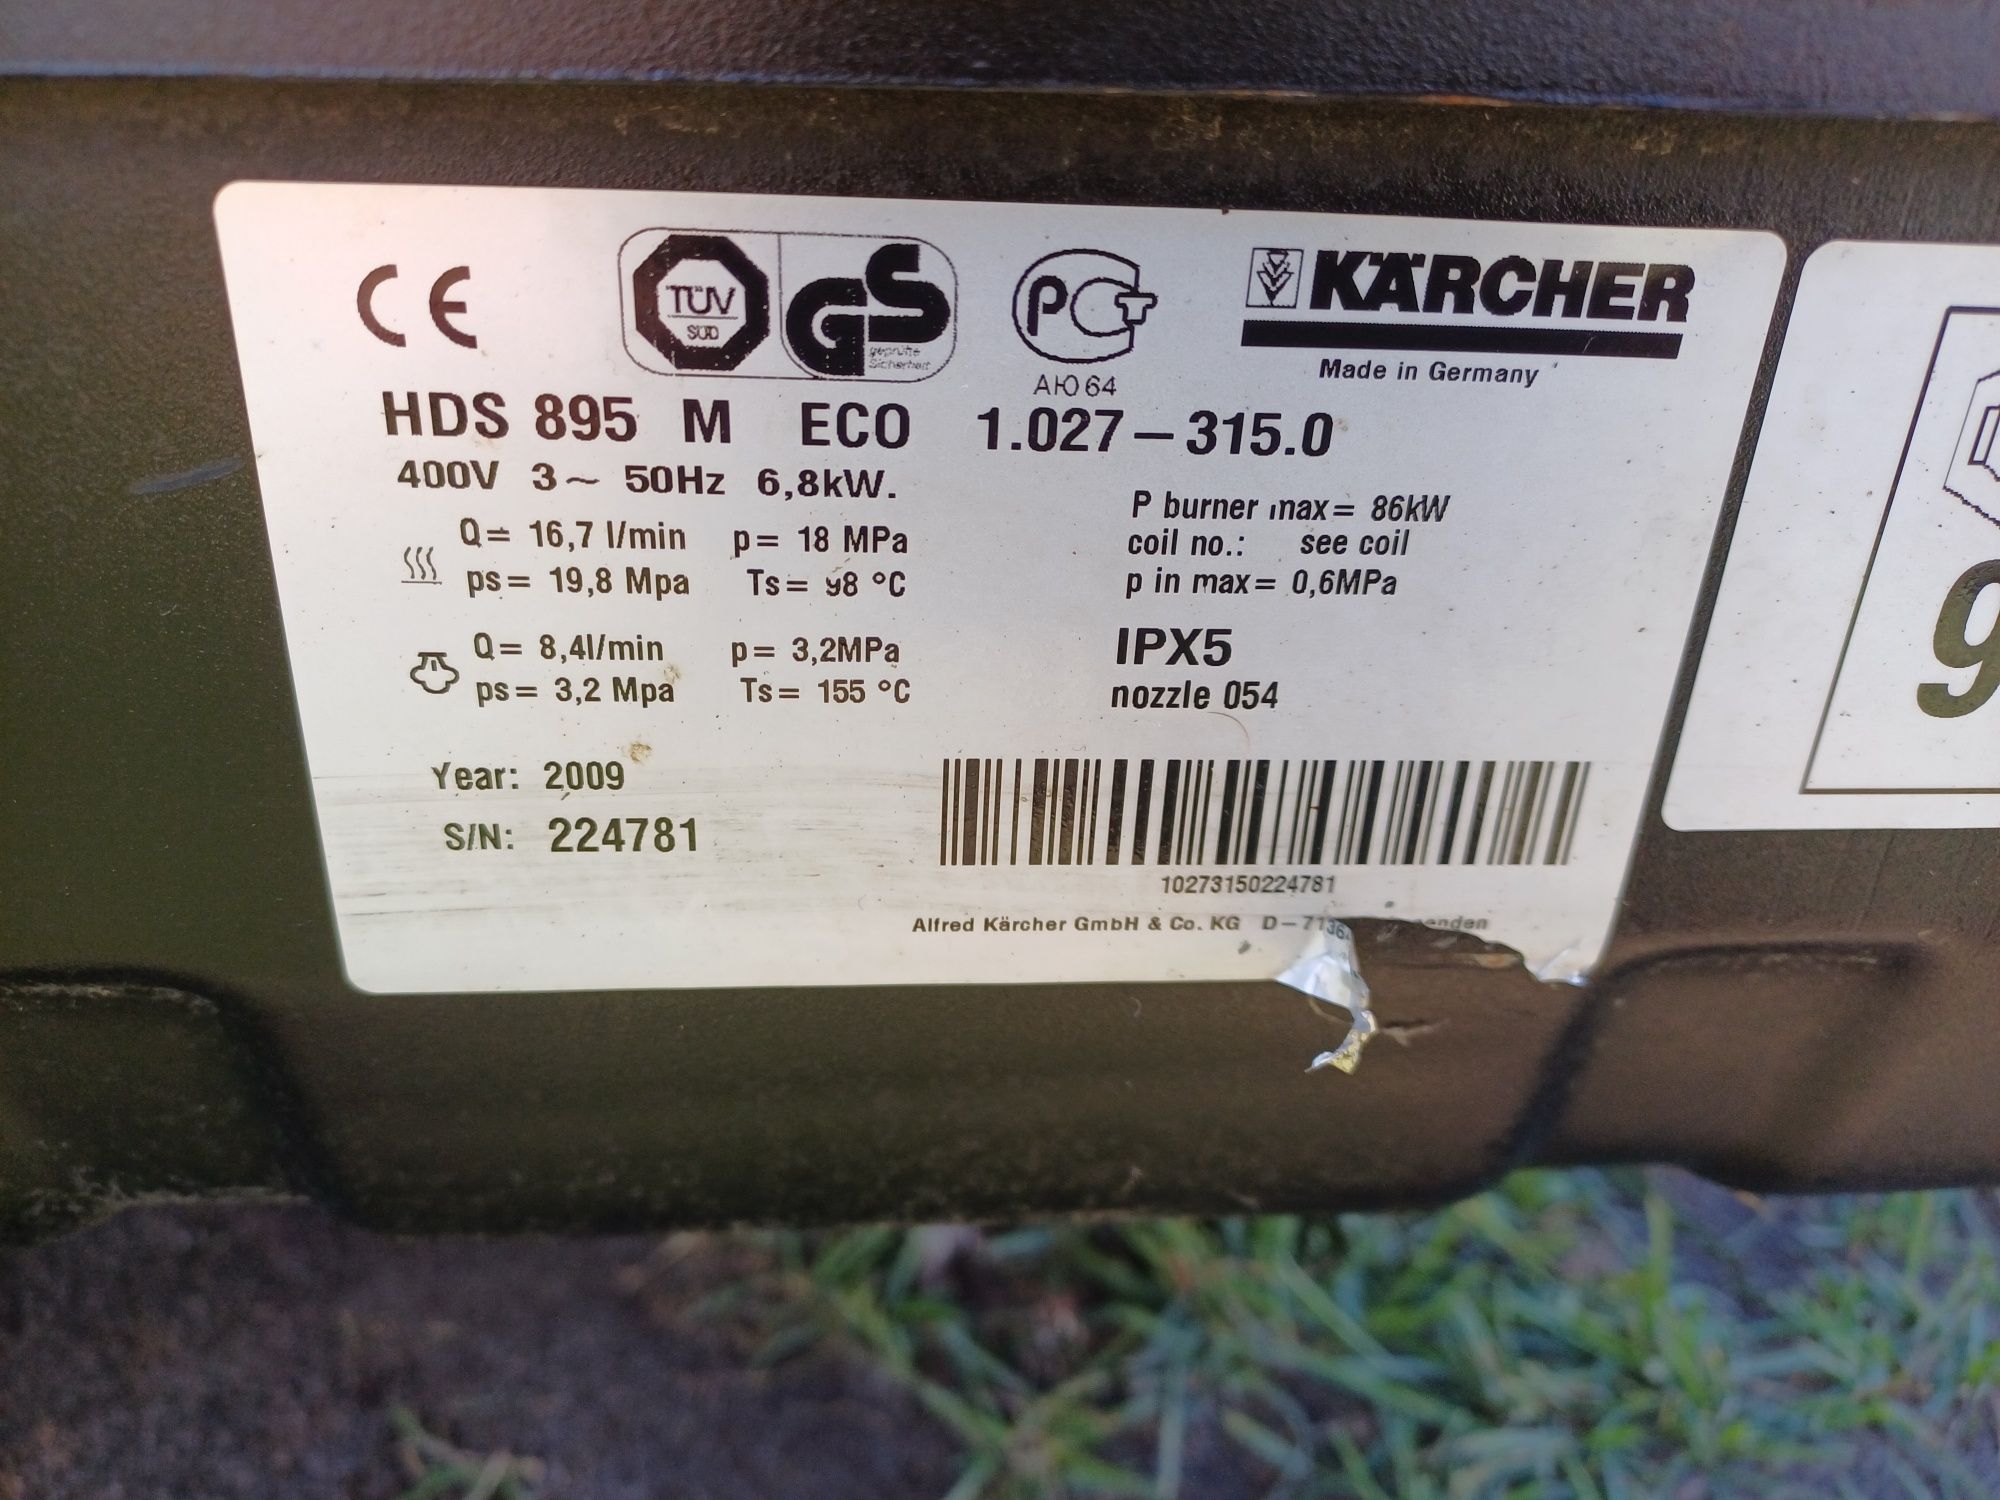 CE
TÜV
SÜD
GS
geprüfte
Sicherheit
РСТ
АЮ64
KÄRCHER
Made in Germany
HDS 895 M ECO 1.027–315.0
400V 3~ 50Hz 6,8kW.
Q= 16,7 l/min p= 18 MPa
ps= 19,8 Mpa Ts= 98 °C
Q= 8,4l/min p= 3,2MPa
ps= 3,2 Mpa Ts= 155 °C
P burner max= 86kW
coil no.: see coil
p in max= 0,6MPa
IPX5
nozzle 054
Year: 2009
S/N: 224781
10273150224781
Alfred Kärcher GmbH & Co. KG D–7136
9